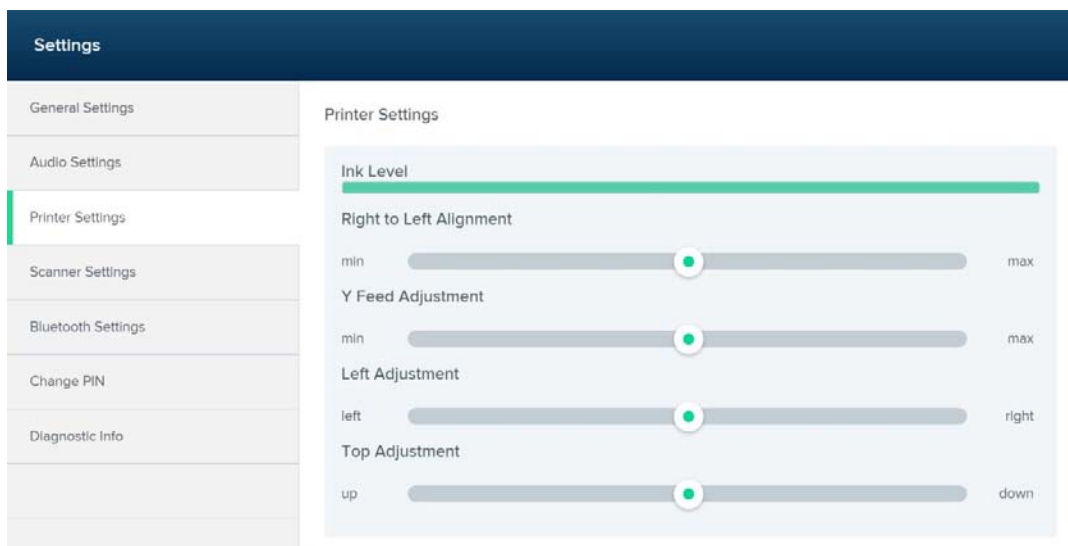 Settings
General Settings
Audio Settings
Printer Settings
Scanner Settings
Bluetooth Settings
Change PIN
Diagnostic Info
Printer Settings
Ink Level
Right to Left Alignment
min max
Y Feed Adjustment
min max
Left Adjustment
left right
Top Adjustment
up down